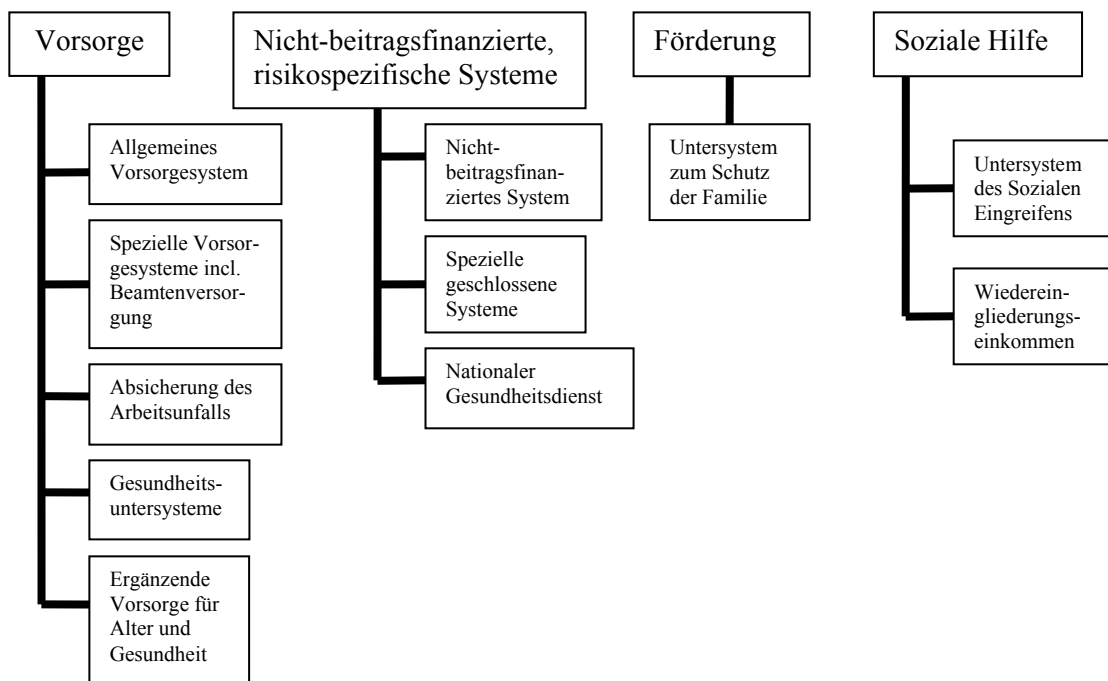 Vorsorge
Allgemeines
Vorsorgesystem
Spezielle Vorsor-
gesysteme incl.
Beamtenversor-
gung
Absicherung des
Arbeitsunfalls
Gesundheits-
untersysteme
Ergänzende
Vorsorge für
Alter und
Gesundheit
Nicht-beitragsfinanzierte,
risikospezifische Systeme
Nicht-
beitragsfinan-
ziertes System
Spezielle
geschlossene
Systeme
Nationaler
Gesundheitsdienst
Förderung
Untersystem
zum Schutz
der Familie
Soziale Hilfe
Untersystem
des Sozialen
Eingreifens
Wiederein-
gliederungs-
einkommen